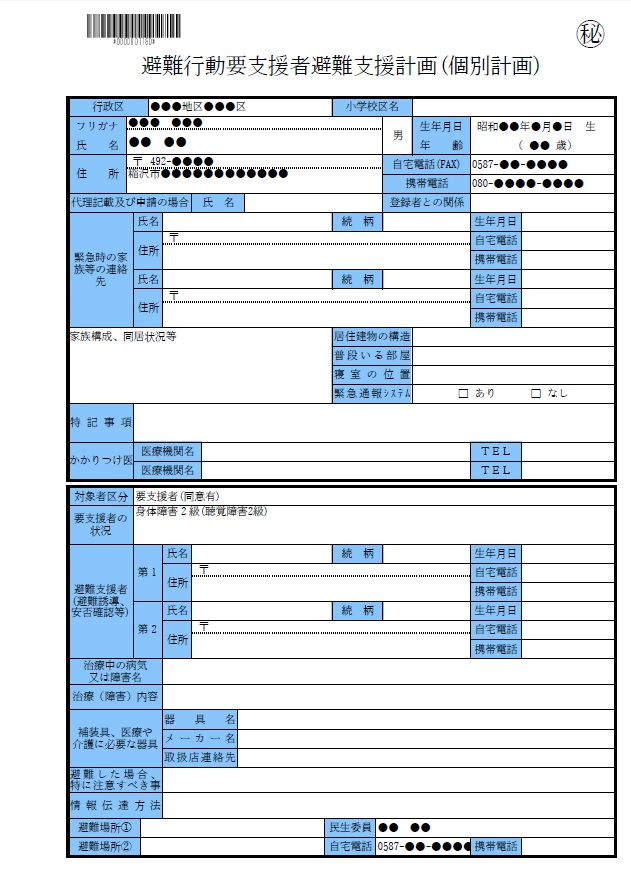 *0000001180*
秘
避難行動要支援者避難支援計画(個別計画)
行政区 ●●●地区●●●区 小学校区名
フリガナ ●●● ●●●
氏 名 ●● ●● 男 生年月日 昭和●●年●月●日 生
年 齢 ( ●● 歳)
住 所 〒 492-●●●● 自宅電話(FAX) 0587-●●-●●●●
稲沢市●●●●●●●●●●●● 携帯電話 080-●●●●-●●●●
代理記載及び申請の場合 氏 名 登録者との関係
緊急時の家族等の連絡先 氏名 続 柄 生年月日
住所 〒 自宅電話
携帯電話
氏名 続 柄 生年月日
住所 〒 自宅電話
携帯電話
家族構成、同居状況等 居住建物の構造
普段いる部屋
寝室の位置
緊急通報システム □ あり □ なし
特記事項
かかりつけ医 医療機関名 TEL
医療機関名 TEL
対象者区分 要支援者(同意有)
要支援者の状況 身体障害2級(聴覚障害2級)
避難支援者(避難誘導、安否確認等) 第1 氏名 続 柄 生年月日
住所 〒 自宅電話
携帯電話
第2 氏名 続 柄 生年月日
住所 〒 自宅電話
携帯電話
治療中の病気又は障害名
治療(障害)内容
補装具、医療や介護に必要な器具 器 具 名
メーカー名
取扱店連絡先
避難した場合、特に注意すべき事
情報伝達方法
避難場所① 民生委員 ●● ●●
避難場所② 自宅電話 0587-●●-●●●● 携帯電話